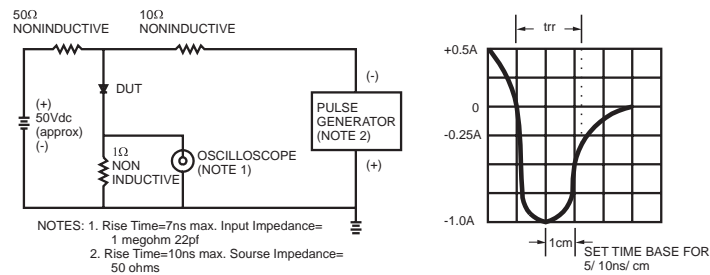 50Ω
NONINDUCTIVE
10Ω
NONINDUCTIVE
(+)
50Vdc
(approx)
(-)
DUT
1Ω
NON
INDUCTIVE
OSCILLOSCOPE
(NOTE 1)
(-)
PULSE
GENERATOR
(NOTE 2)
(+)
NOTES: 1. Rise Time=7ns max. Input Impedance=
1 megohm 22pf
2. Rise Time=10ns max. Sourse Impedance=
50 ohms
trr
+0.5A
0
-0.25A
-1.0A
1cm
SET TIME BASE FOR
5/ 10ns/ cm